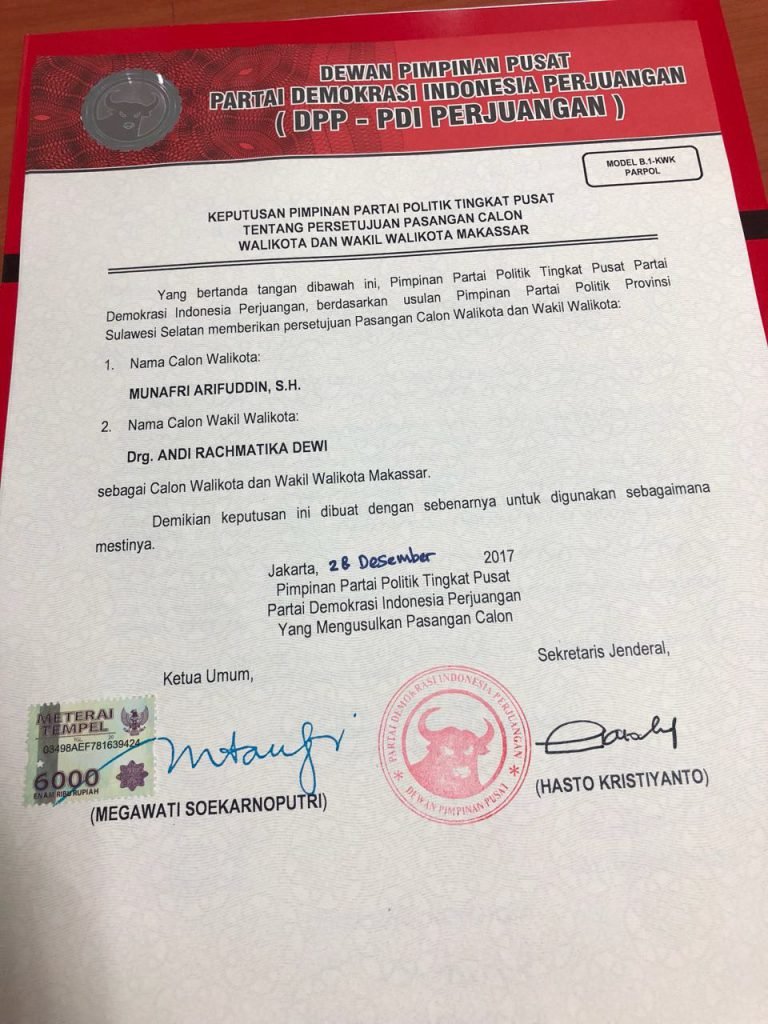 DEWAN PIMPINAN PUSAT
PARTAI DEMOKRASI INDONESIA PERJUANGAN
( DPP - PDI PERJUANGAN )
MODEL B.1-KWK
PARPOL
KEPUTUSAN PIMPINAN PARTAI POLITIK TINGKAT PUSAT
TENTANG PERSETUJUAN PASANGAN CALON
WALIKOTA DAN WAKIL WALIKOTA MAKASSAR
Yang bertanda tangan dibawah ini, Pimpinan Partai Politik Tingkat Pusat Partai
Demokrasi Indonesia Perjuangan, berdasarkan usulan Pimpinan Partai Politik Provinsi
Sulawesi Selatan memberikan persetujuan Pasangan Calon Walikota dan Wakil Walikota:
1. Nama Calon Walikota:
MUNAFRI ARIFUDDIN, S.H.
2. Nama Calon Wakil Walikota:
Drg. ANDI RACHMATIKA DEWI
sebagai Calon Walikota dan Wakil Walikota Makassar.
Demikian keputusan ini dibuat dengan sebenarnya untuk digunakan sebagaimana
mestinya.
Jakarta, 28 Desember 2017
Pimpinan Partai Politik Tingkat Pusat
Partai Demokrasi Indonesia Perjuangan
Yang Mengusulkan Pasangan Calon
Ketua Umum,
Sekretaris Jenderal,
METERAI
TEMPEL
03498AEF781639424
6000
ENAM RIBU RUPIAH
PARTAI DEMOKRASI INDONESIA PERJUANGAN
* DEWAN PIMPINAN PUSAT *
(MEGAWATI SOEKARNOPUTRI)
(HASTO KRISTIYANTO)